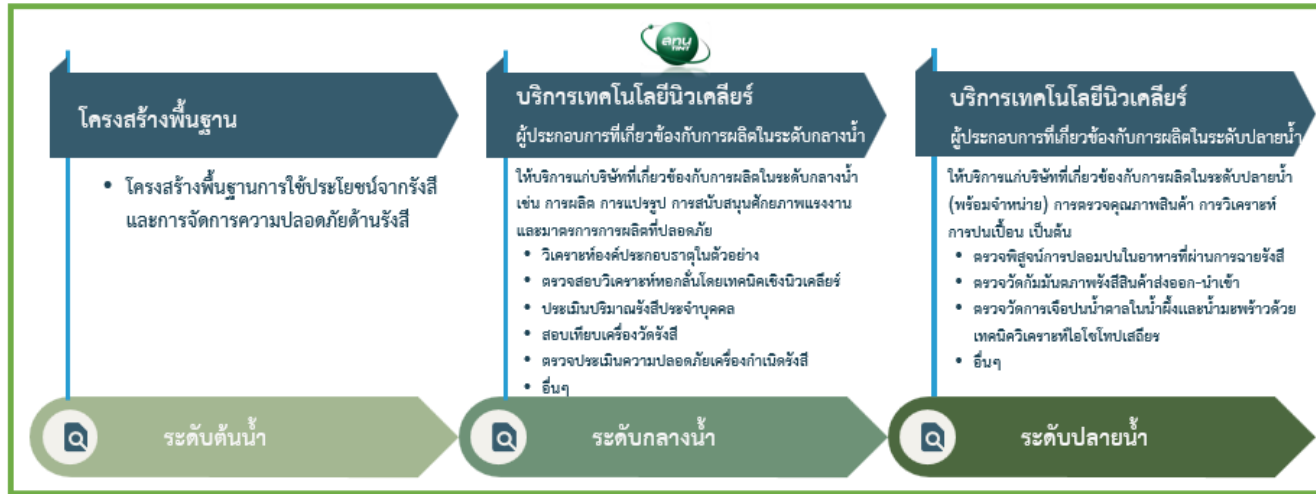 โครงสร้างพื้นฐาน
• โครงสร้างพื้นฐานการใช้ประโยชน์จากรังสี
และการจัดการความปลอดภัยด้านรังสี
ระดับต้นน้ำ
สทน
TINT
บริการเทคโนโลยีนิวเคลียร์
ผู้ประกอบการที่เกี่ยวข้องกับการผลิตในระดับกลางน้ำ
ให้บริการแก่บริษัทที่เกี่ยวข้องกับการผลิตในระดับกลางน้ำ
เช่น การผลิต การแปรรูป การสนับสนุนศักยภาพแรงงาน
และมาตรการการผลิตที่ปลอดภัย
• วิเคราะห์องค์ประกอบธาตุในตัวอย่าง
• ตรวจสอบวิเคราะห์หอกลั่นโดยเทคนิคเชิงนิวเคลียร์
• ประเมินปริมาณรังสีประจำบุคคล
• สอบเทียบเครื่องวัดรังสี
• ตรวจประเมินความปลอดภัยเครื่องกำเนิดรังสี
• อื่นๆ
ระดับกลางน้ำ
บริการเทคโนโลยีนิวเคลียร์
ผู้ประกอบการที่เกี่ยวข้องกับการผลิตในระดับปลายน้ำ
ให้บริการแก่บริษัทที่เกี่ยวข้องกับการผลิตในระดับปลายน้ำ
(พร้อมจำหน่าย) การตรวจคุณภาพสินค้า การวิเคราะห์
การปนเปื้อน เป็นต้น
• ตรวจพิสูจน์การปลอมปนในอาหารที่ผ่านการฉายรังสี
• ตรวจวัดกัมมันตภาพรังสีสินค้าส่งออก-นำเข้า
• ตรวจวัดการเจือปนน้ำตาลในน้ำผึ้งและน้ำมะพร้าวด้วย
เทคนิควิเคราะห์ไอโซโทปเสถียร
• อื่นๆ
ระดับปลายน้ำ